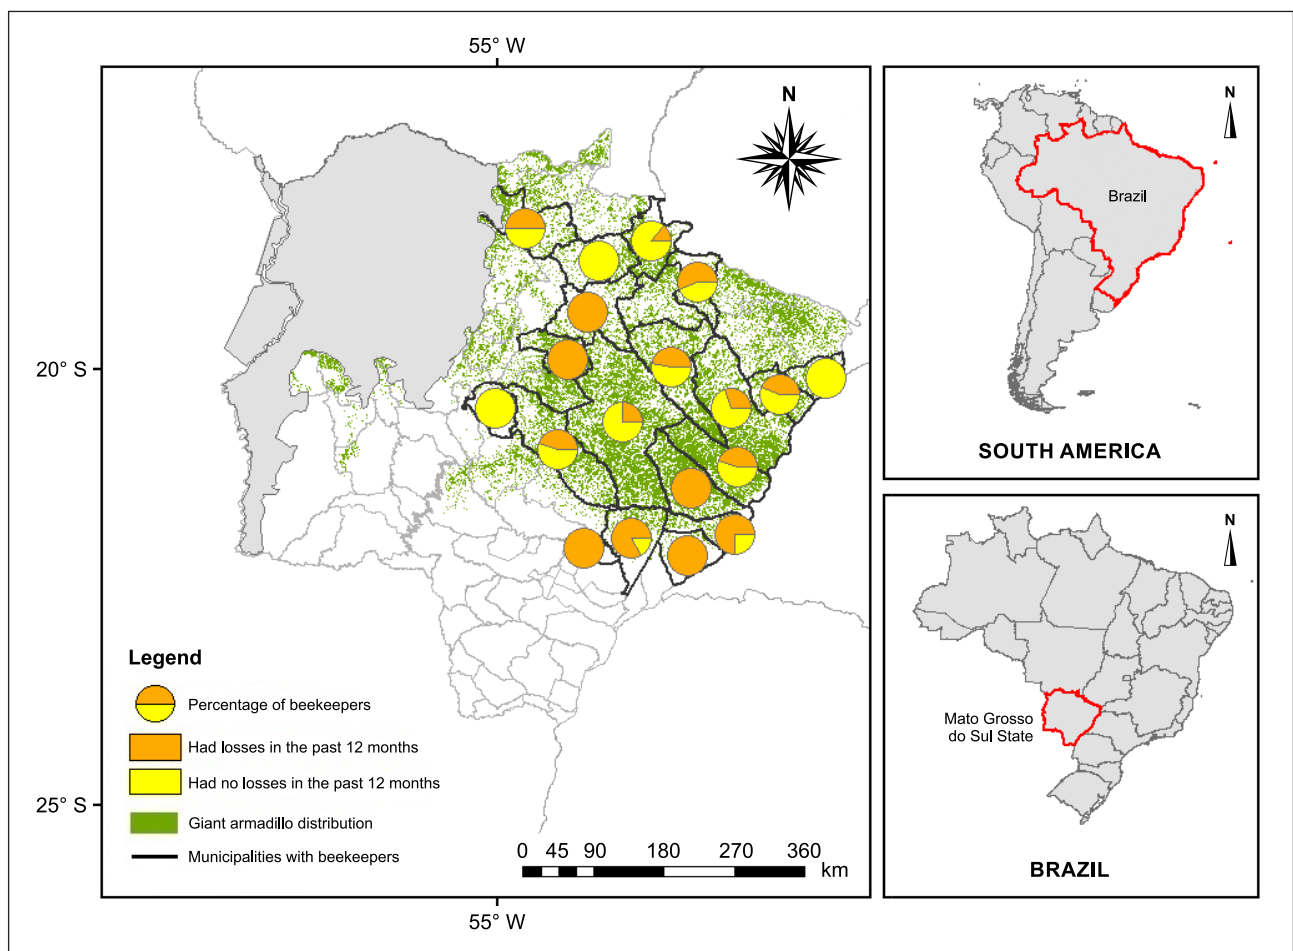 55° W
N
20° S
25° S
Legend
Percentage of beekeepers
Had losses in the past 12 months
Had no losses in the past 12 months
Giant armadillo distribution
Municipalities with beekeepers
0 45 90 180 270 360
km
55° W
N
Brazil
SOUTH AMERICA
N
Mato Grosso
do Sul State
BRAZIL